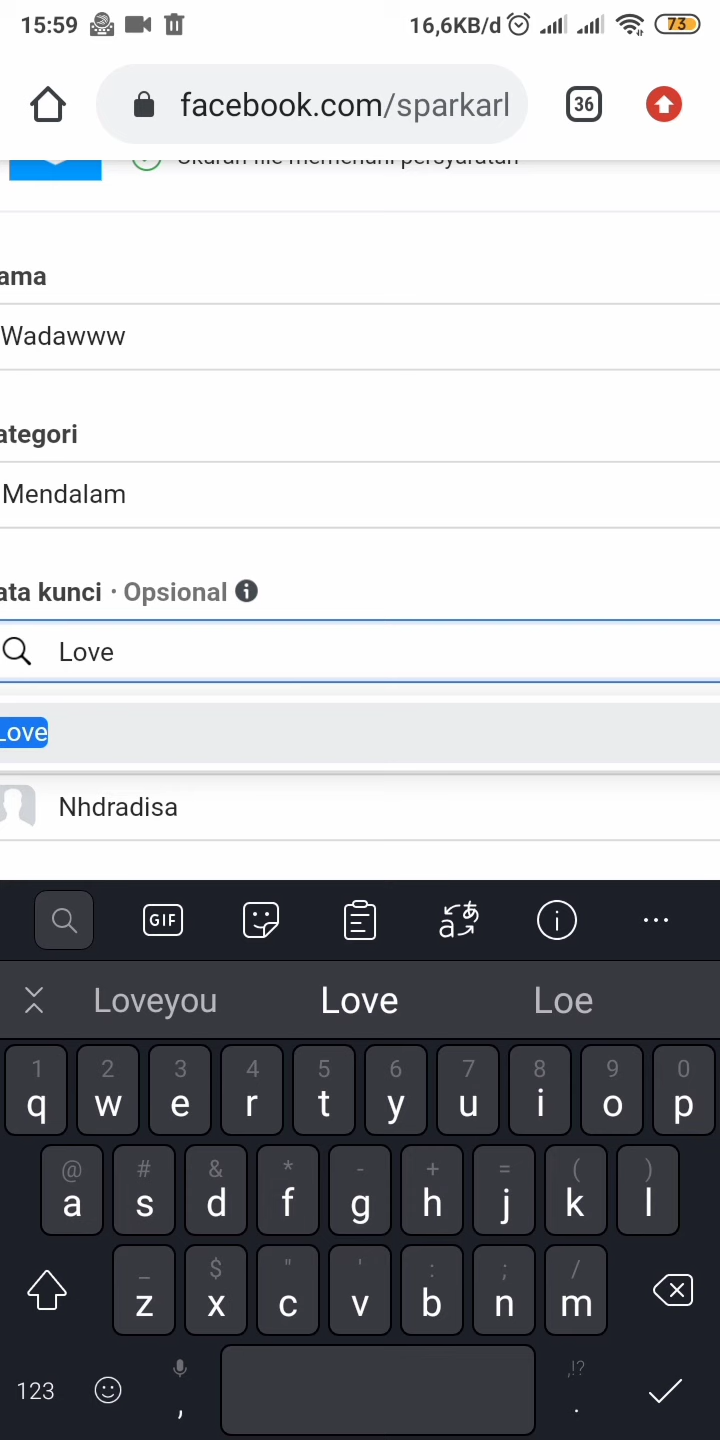 15:59 16,6KB/d 73
facebook.com/sparkarl 36
Ukuran file memenuhi persyaratan
ama
Wadawww
ategori
Mendalam
ata kunci · Opsional
Love
Love
Nhdradisa
GIF
Loveyou Love Loe
1 2 3 4 5 6 7 8 9 0
q w e r t y u i o p
@ # & * - + = ( )
a s d f g h j k l
_ $ " ' : ; /
z x c v b n m
,!?
123 , .